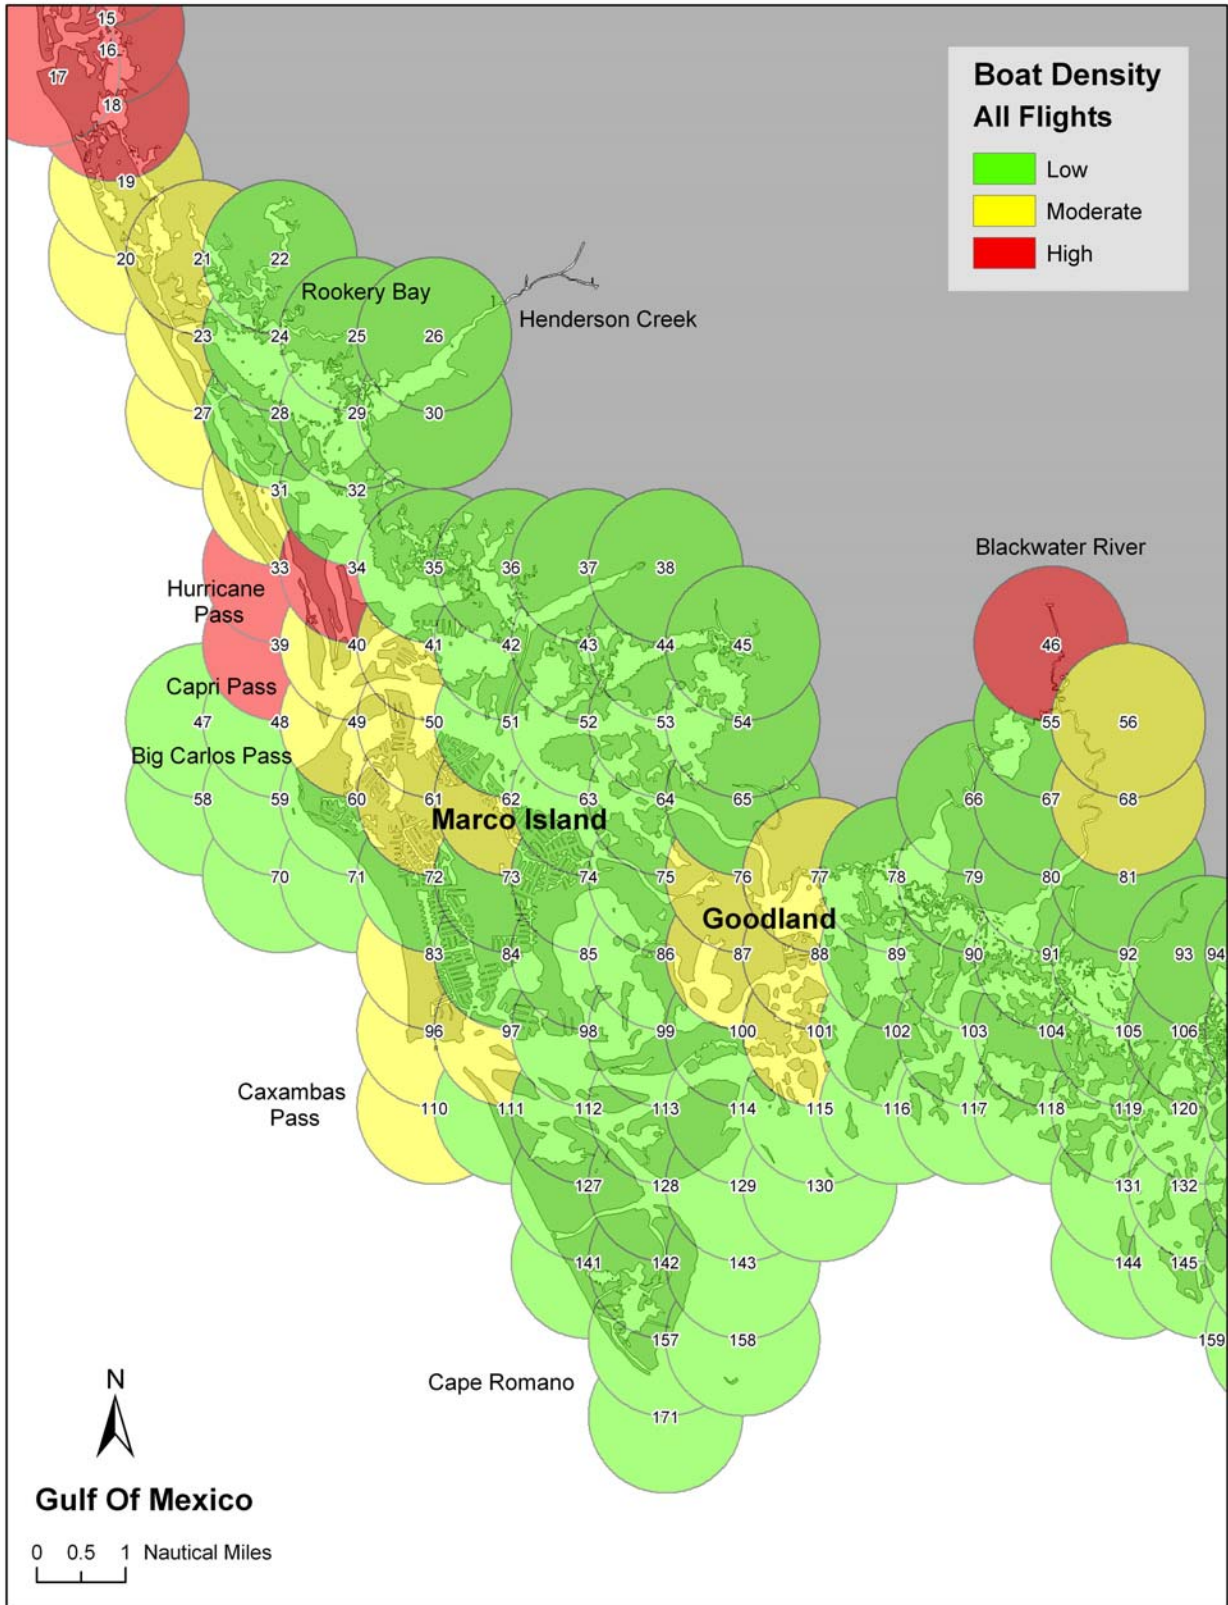 15
16
17
18
Boat Density
All Flights
Low
Moderate
High
19
20 21 22
Rookery Bay
Henderson Creek
23 24 25 26
27 28 29 30
31 32
Blackwater River
33 34 35 36 37 38
Hurricane
Pass
39 40 41 42 43 44 45 46
Capri Pass
47 48 49 50 51 52 53 54 55 56
Big Carlos Pass
58 59 60 61 62 63 64 65 66 67 68
Marco Island
70 71 72 73 74 75 76 77 78 79 80 81
Goodland
83 84 85 86 87 88 89 90 91 92 93 94
96 97 98 99 100 101 102 103 104 105 106
Caxambas
Pass
110 111 112 113 114 115 116 117 118 119 120
127 128 129 130 131 132
141 142 143 144 145
157 158 159
Cape Romano
N
171
Gulf Of Mexico
0 0.5 1 Nautical Miles